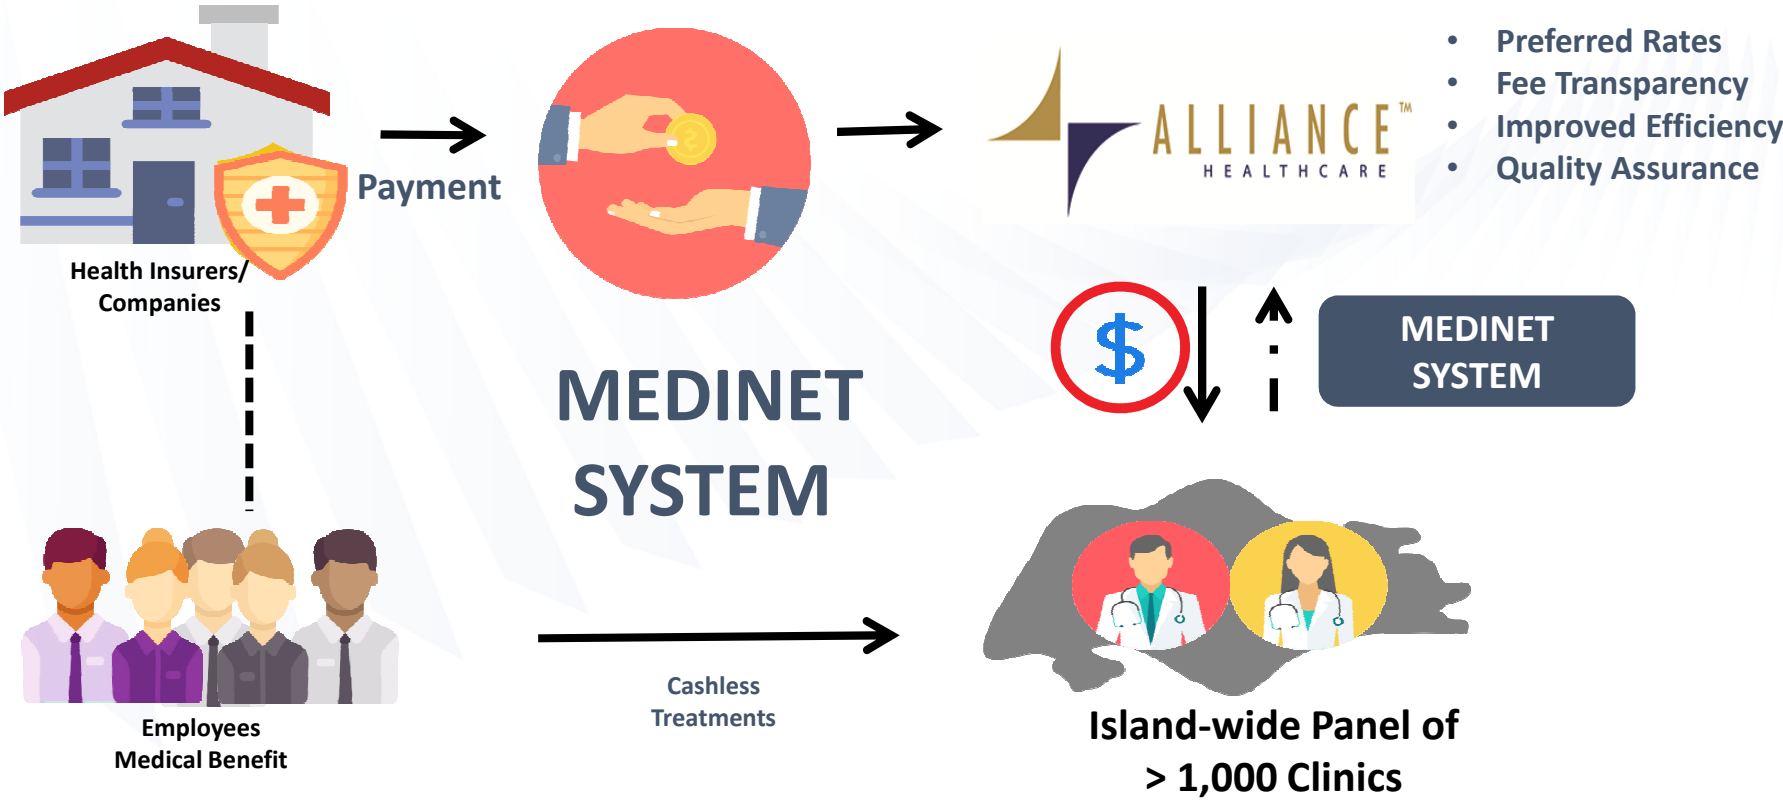 Health Insurers/
Companies
Payment
ALLIANCE™
HEALTHCARE
• Preferred Rates
• Fee Transparency
• Improved Efficiency
• Quality Assurance
$
MEDINET
SYSTEM
MEDINET
SYSTEM
Employees
Medical Benefit
Cashless
Treatments
Island-wide Panel of
> 1,000 Clinics